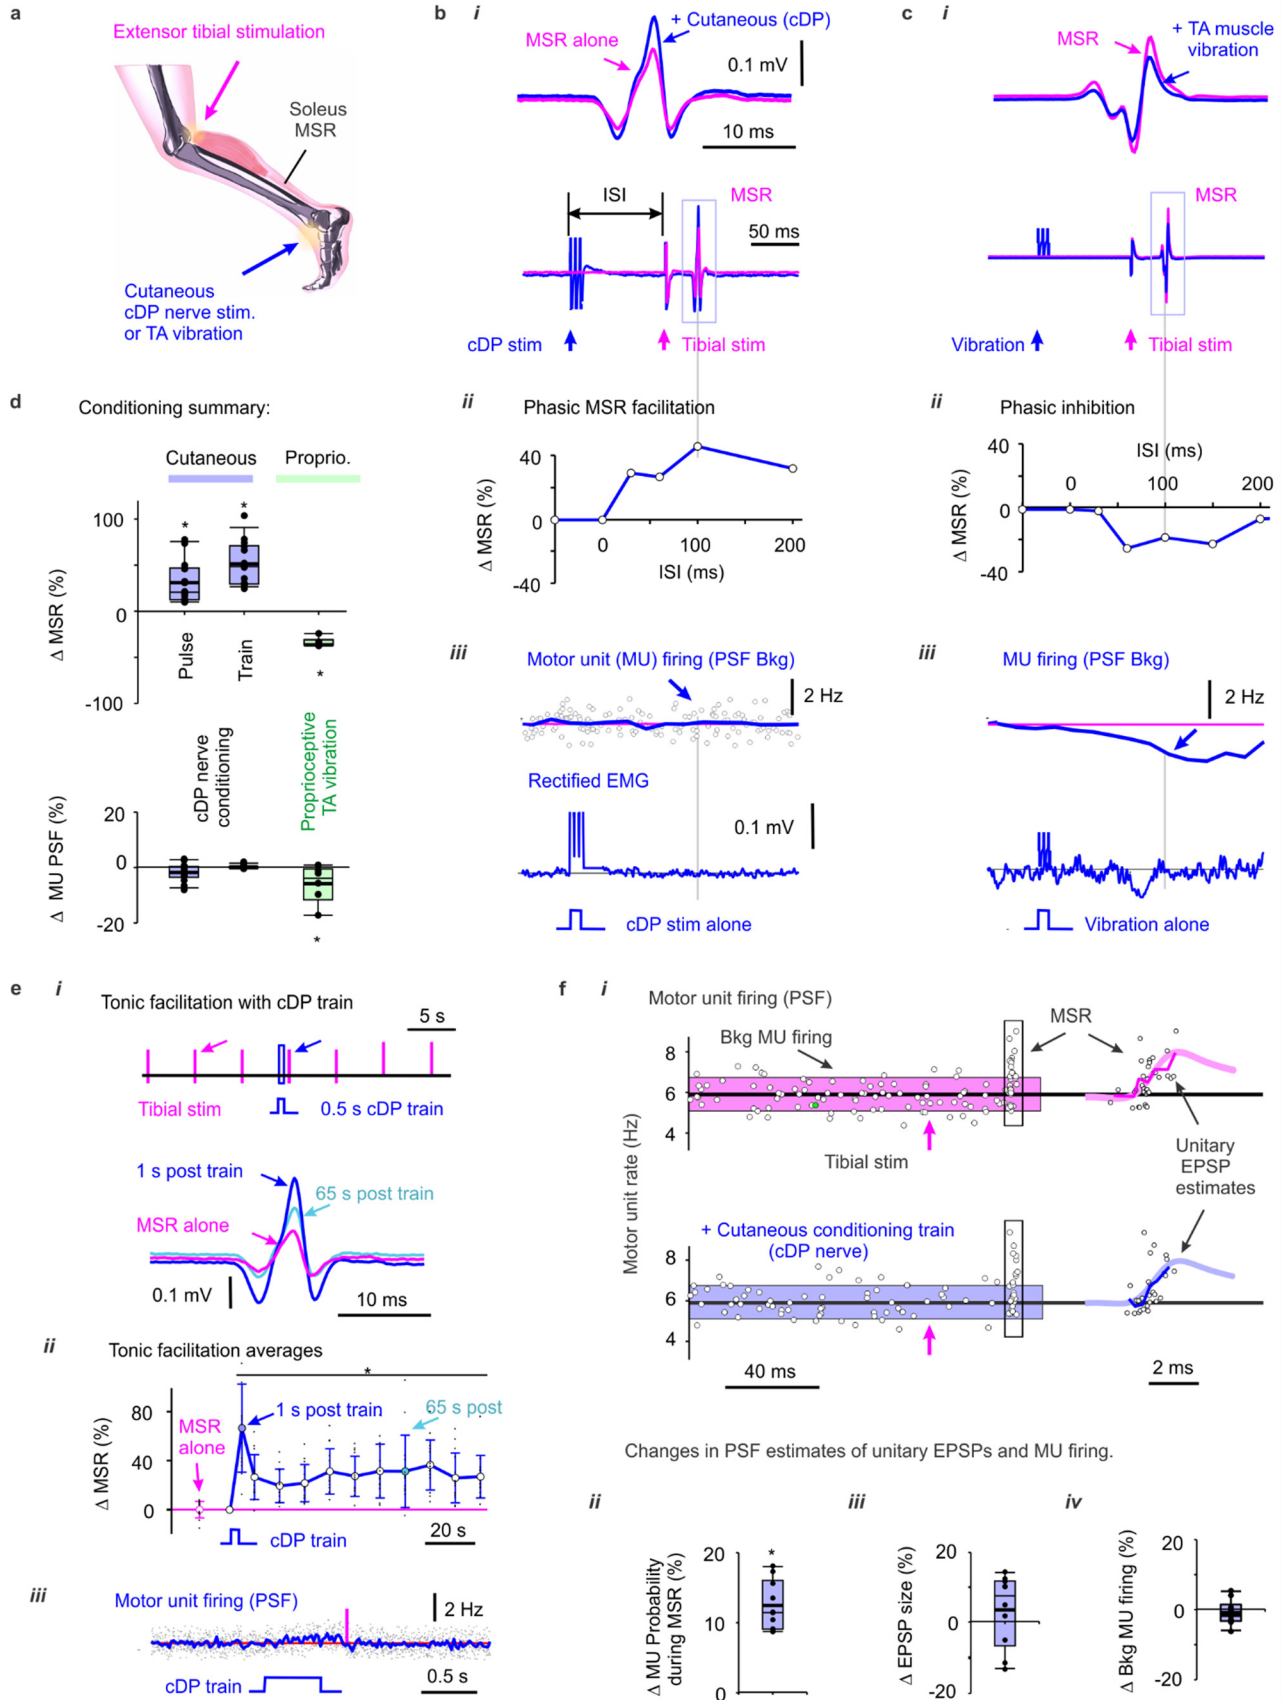 a
Extensor tibial stimulation
Soleus
MSR
Cutaneous
cDP nerve stim.
or TA vibration
b
i
+ Cutaneous (cDP)
MSR alone
0.1 mV
10 ms
ISI
MSR
50 ms
cDP stim
Tibial stim
ii
Phasic MSR facilitation
Δ MSR (%)
40
0
-40
0
100
200
ISI (ms)
iii
Motor unit (MU) firing (PSF Bkg)
2 Hz
Rectified EMG
0.1 mV
cDP stim alone
c
i
MSR
+ TA muscle
vibration
MSR
Vibration
Tibial stim
ii
Phasic inhibition
Δ MSR (%)
40
0
-40
ISI (ms)
0
100
200
iii
MU firing (PSF Bkg)
2 Hz
Vibration alone
d
Conditioning summary:
Cutaneous
Proprio.
Δ MSR (%)
100
0
-100
*
*
*
Pulse
Train
cDP nerve
conditioning
Proprioceptive
TA vibration
Δ MU PSF (%)
20
0
-20
*
e
i
Tonic facilitation with cDP train
5 s
Tibial stim
0.5 s cDP train
1 s post train
65 s post train
MSR alone
0.1 mV
10 ms
ii
Tonic facilitation averages
*
Δ MSR (%)
80
40
0
MSR
alone
1 s post train
65 s post
20 s
cDP train
iii
Motor unit firing (PSF)
2 Hz
cDP train
0.5 s
f
i
Motor unit firing (PSF)
Bkg MU firing
MSR
Motor unit rate (Hz)
8
6
4
Tibial stim
Unitary
EPSP
estimates
+ Cutaneous conditioning train
(cDP nerve)
8
6
4
40 ms
2 ms
Changes in PSF estimates of unitary EPSPs and MU firing.
ii
Δ MU Probability
during MSR (%)
20
10
0
*
iii
Δ EPSP size (%)
20
0
-20
iv
Δ Bkg MU firing (%)
20
0
-20